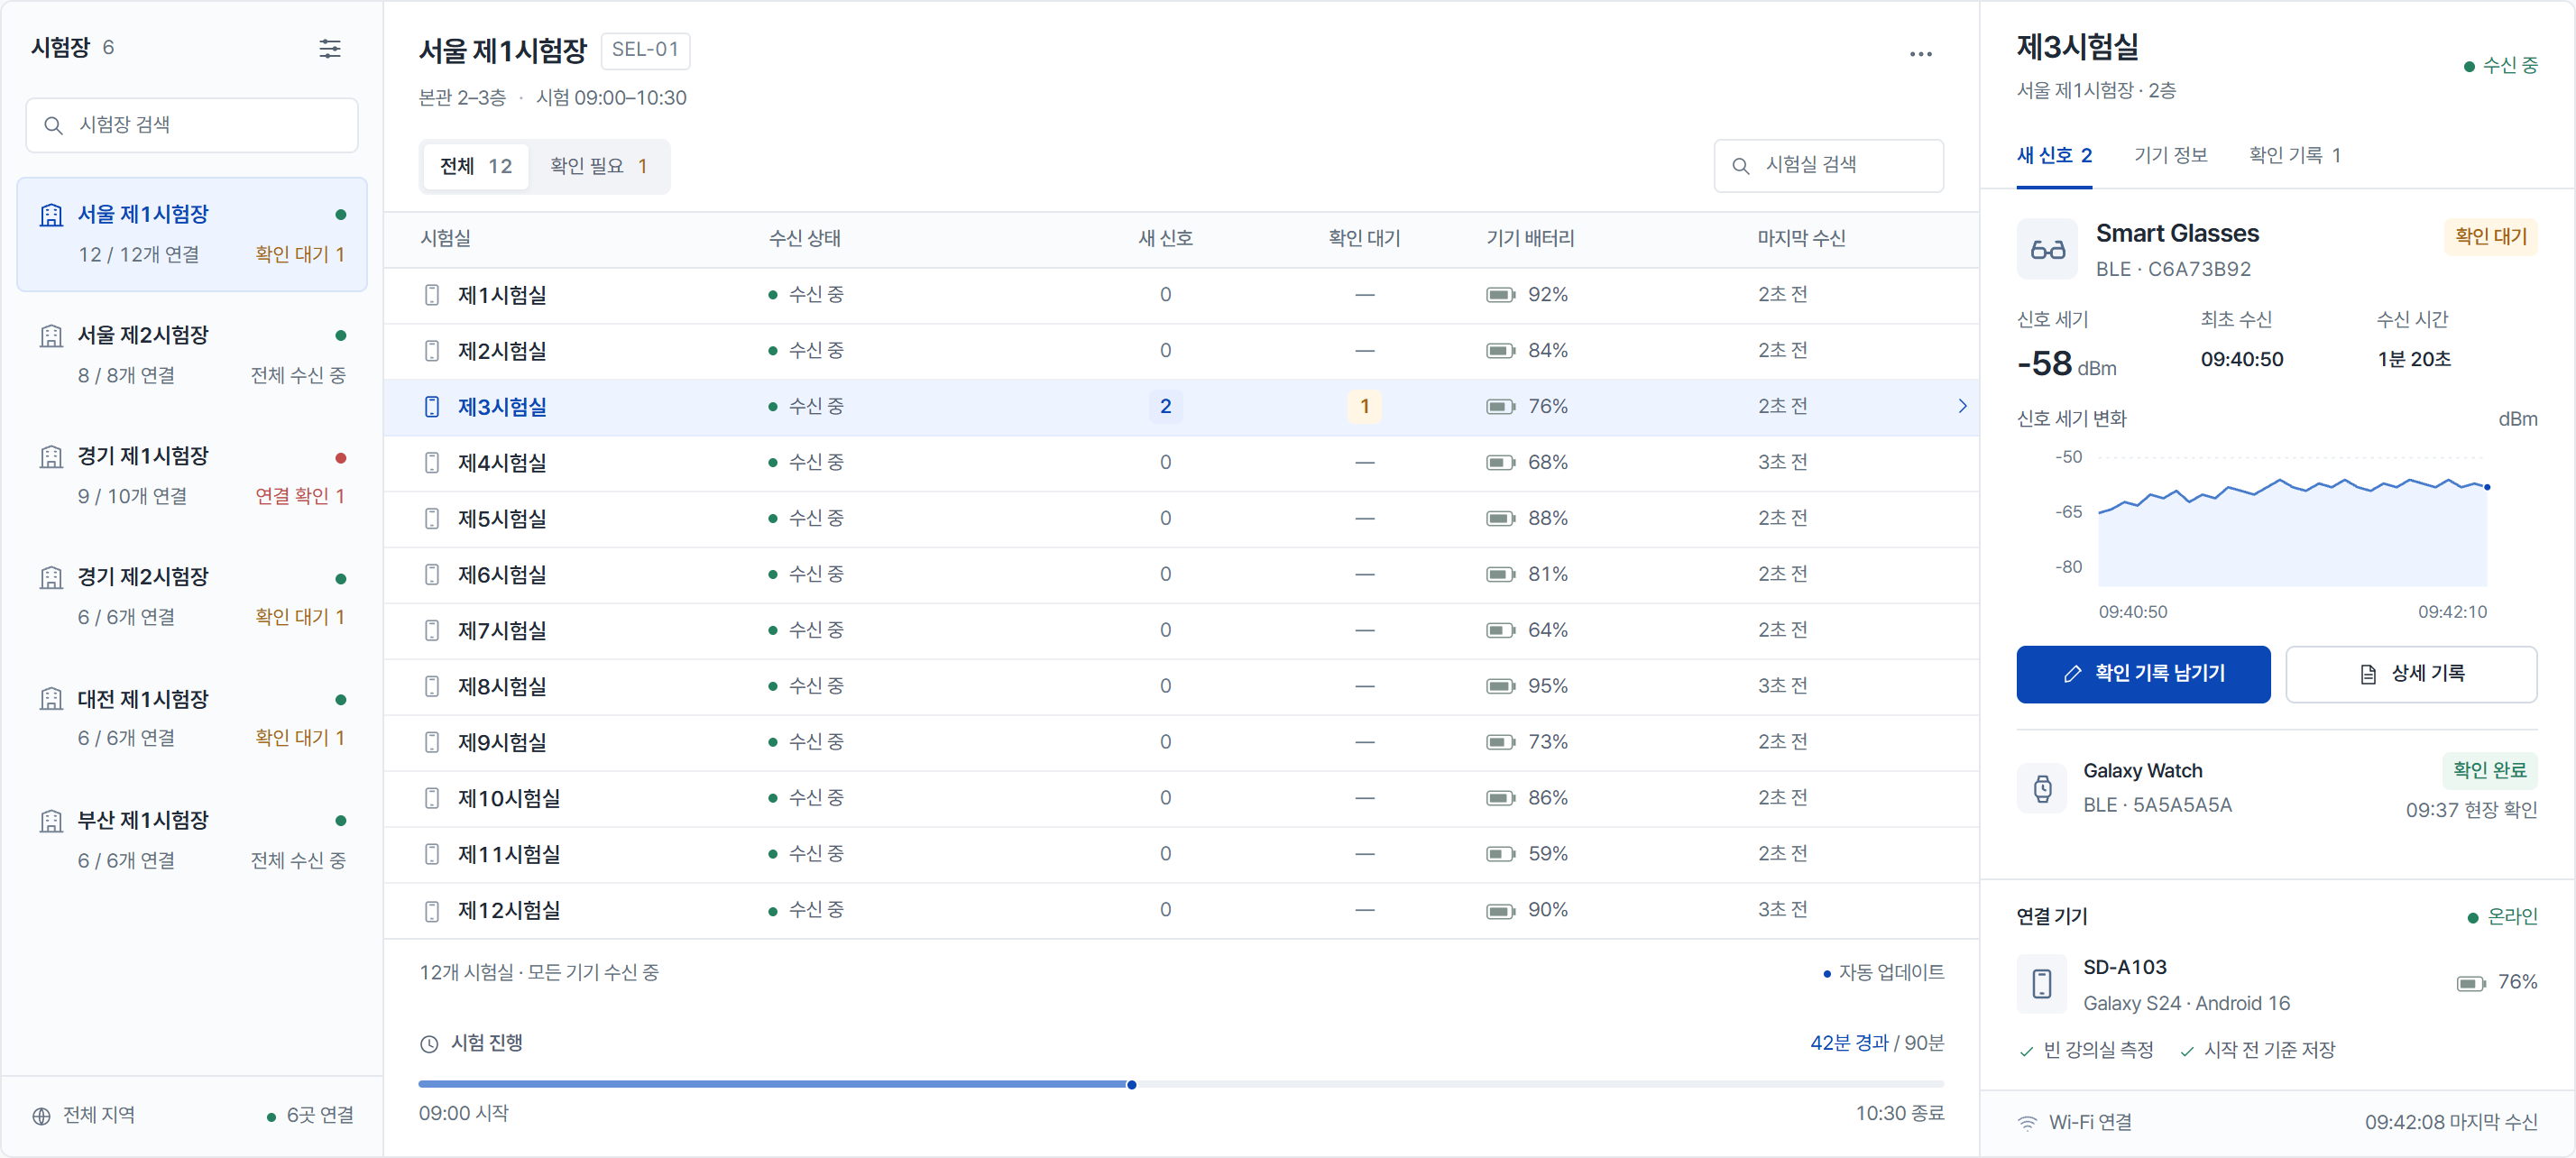 시험장 6
시험장 검색
서울 제1시험장
12 / 12개 연결 확인 대기 1
서울 제2시험장
8 / 8개 연결 전체 수신 중
경기 제1시험장
9 / 10개 연결 연결 확인 1
경기 제2시험장
6 / 6개 연결 확인 대기 1
대전 제1시험장
6 / 6개 연결 확인 대기 1
부산 제1시험장
6 / 6개 연결 전체 수신 중
전체 지역 6곳 연결
서울 제1시험장 SEL-01
본관 2–3층 · 시험 09:00–10:30
전체 12 확인 필요 1
시험실 검색
시험실 수신 상태 새 신호 확인 대기 기기 배터리 마지막 수신
제1시험실 수신 중 0 — 92% 2초 전
제2시험실 수신 중 0 — 84% 2초 전
제3시험실 수신 중 2 1 76% 2초 전
제4시험실 수신 중 0 — 68% 3초 전
제5시험실 수신 중 0 — 88% 2초 전
제6시험실 수신 중 0 — 81% 2초 전
제7시험실 수신 중 0 — 64% 2초 전
제8시험실 수신 중 0 — 95% 3초 전
제9시험실 수신 중 0 — 73% 2초 전
제10시험실 수신 중 0 — 86% 2초 전
제11시험실 수신 중 0 — 59% 2초 전
제12시험실 수신 중 0 — 90% 3초 전
12개 시험실 · 모든 기기 수신 중 자동 업데이트
시험 진행 42분 경과 / 90분
09:00 시작 10:30 종료
제3시험실
수신 중
서울 제1시험장 · 2층
새 신호 2 기기 정보 확인 기록 1
Smart Glasses 확인 대기
BLE · C6A73B92
신호 세기 최초 수신 수신 시간
-58 dBm 09:40:50 1분 20초
신호 세기 변화 dBm
-50
-65
-80
09:40:50 09:42:10
확인 기록 남기기 상세 기록
Galaxy Watch 확인 완료
BLE · 5A5A5A5A 09:37 현장 확인
연결 기기 온라인
SD-A103
76%
Galaxy S24 · Android 16
빈 강의실 측정 시작 전 기준 저장
Wi-Fi 연결 09:42:08 마지막 수신